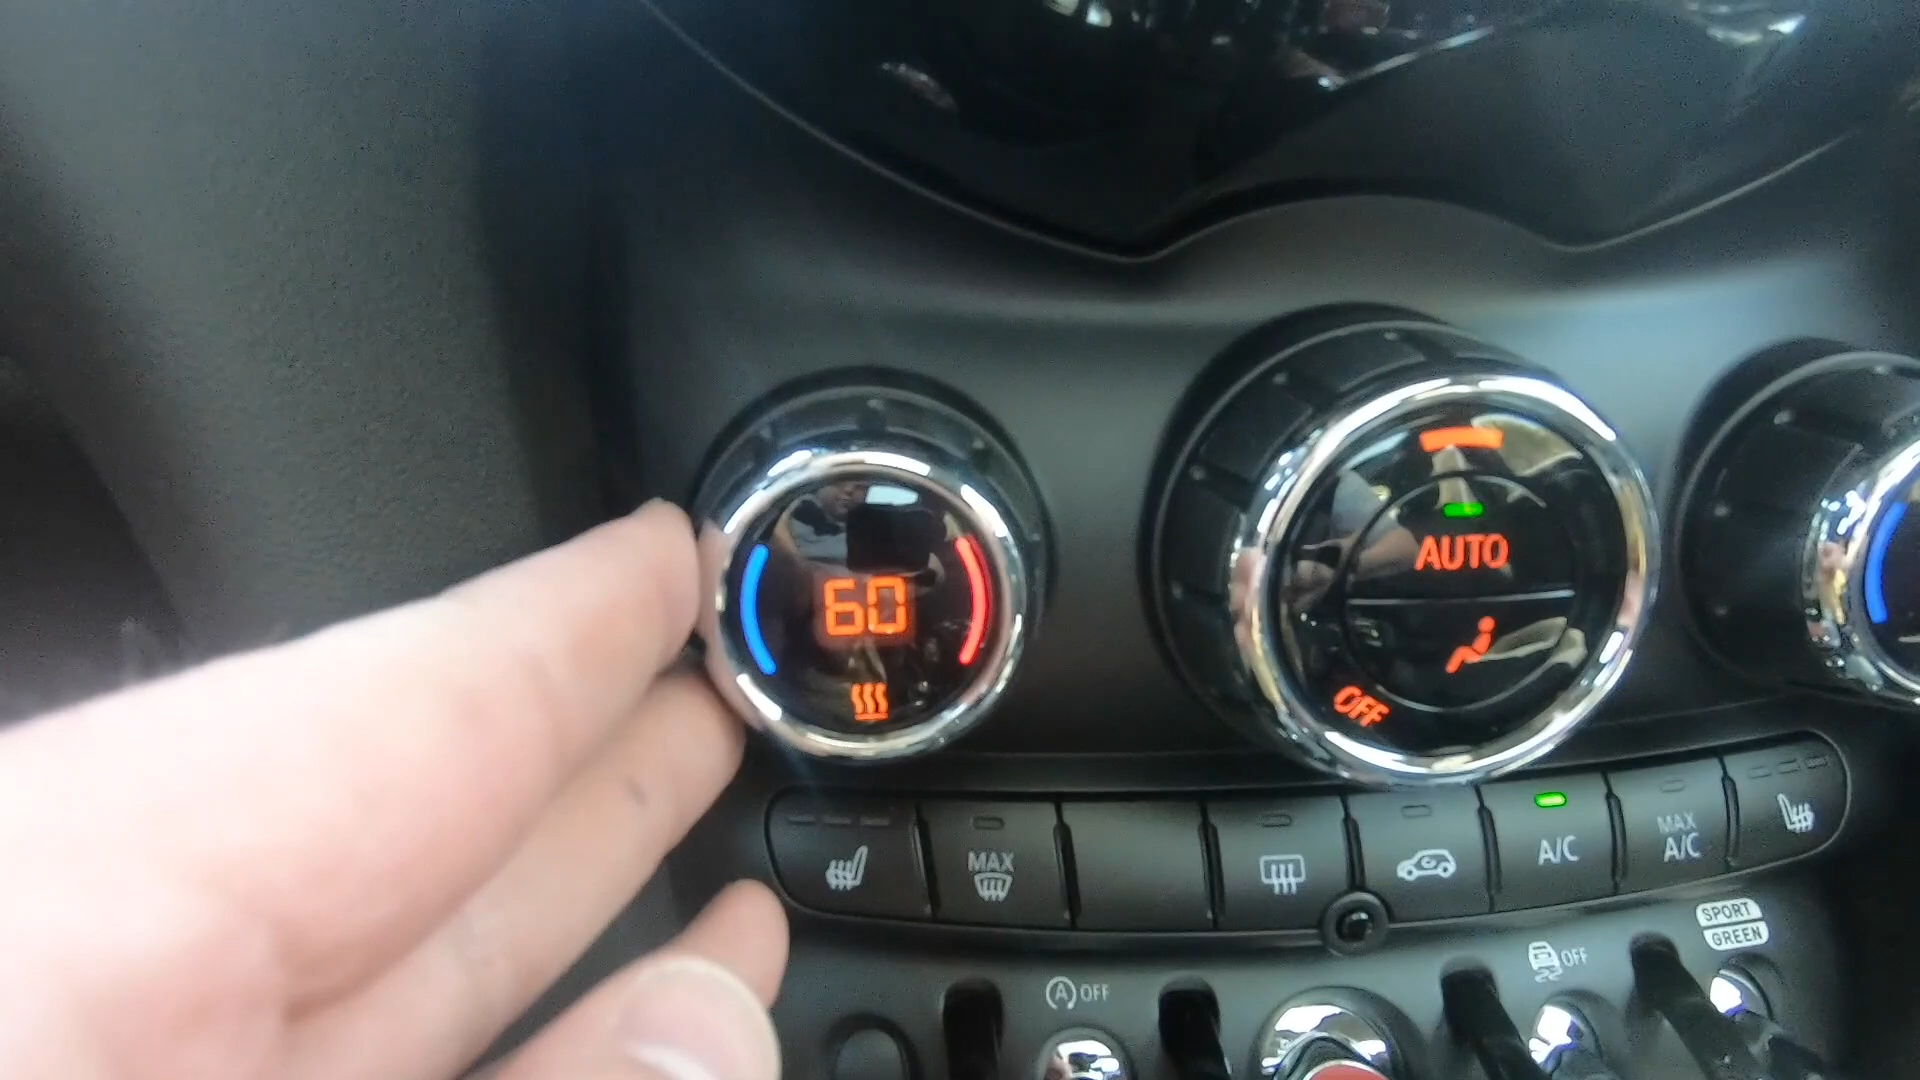 60
AUTO
OFF
MAX
A/C
MAX
A/C
SPORT
GREEN
A OFF
OFF